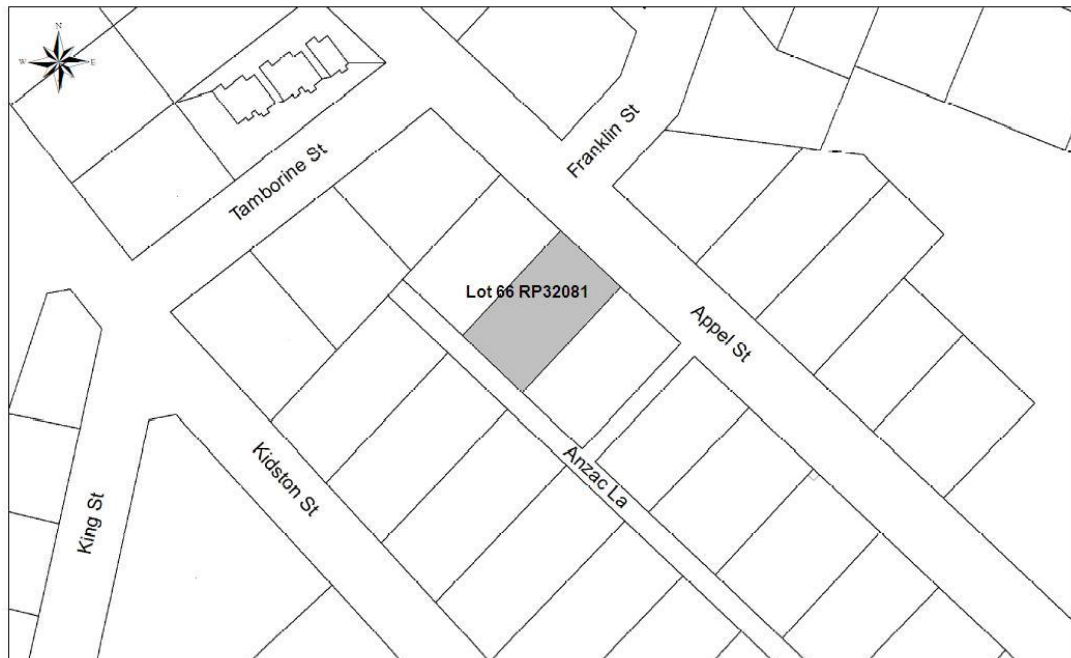 N
W E
S
Franklin St
Tamborine St
Lot 66 RP32081
Appel St
Kidston St
Anzac La
King St